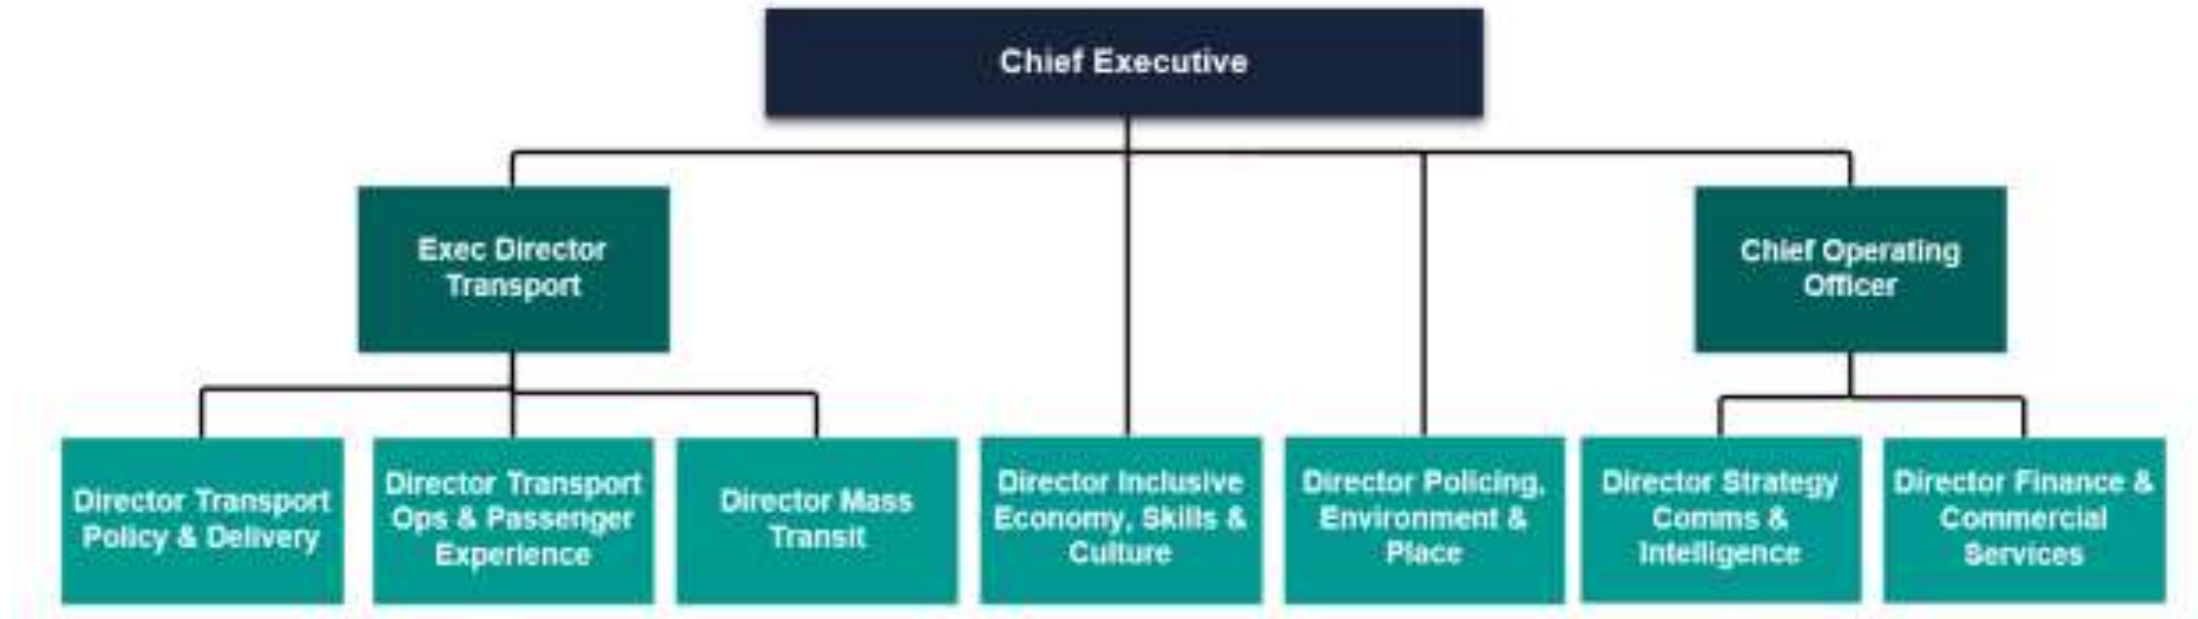 Chief Executive
Exec Director
Transport
Chief Operating
Officer
Director Transport
Policy & Delivery
Director Transport
Ops & Passenger
Experience
Director Mass
Transit
Director Inclusive
Economy, Skills &
Culture
Director Policing,
Environment &
Place
Director Strategy
Comms &
Intelligence
Director Finance &
Commercial
Services